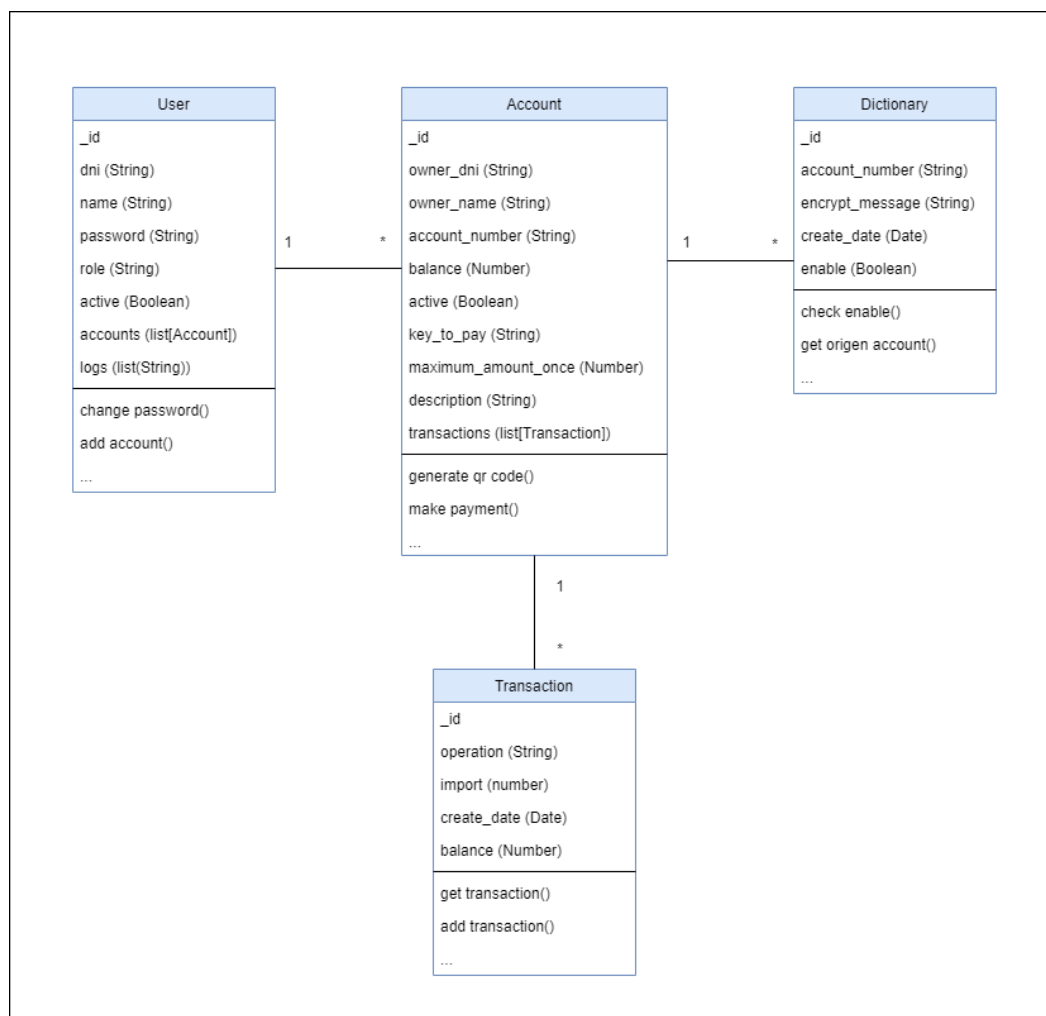 User
_id
dni (String)
name (String)
password (String)
role (String)
active (Boolean)
accounts (list[Account])
logs (list(String))
change password()
add account()
...
1
*
Account
_id
owner_dni (String)
owner_name (String)
account_number (String)
balance (Number)
active (Boolean)
key_to_pay (String)
maximum_amount_once (Number)
description (String)
transactions (list[Transaction])
generate qr code()
make payment()
...
1
*
Dictionary
_id
account_number (String)
encrypt_message (String)
create_date (Date)
enable (Boolean)
check enable()
get origen account()
...
1
*
Transaction
_id
operation (String)
import (number)
create_date (Date)
balance (Number)
get transaction()
add transaction()
...